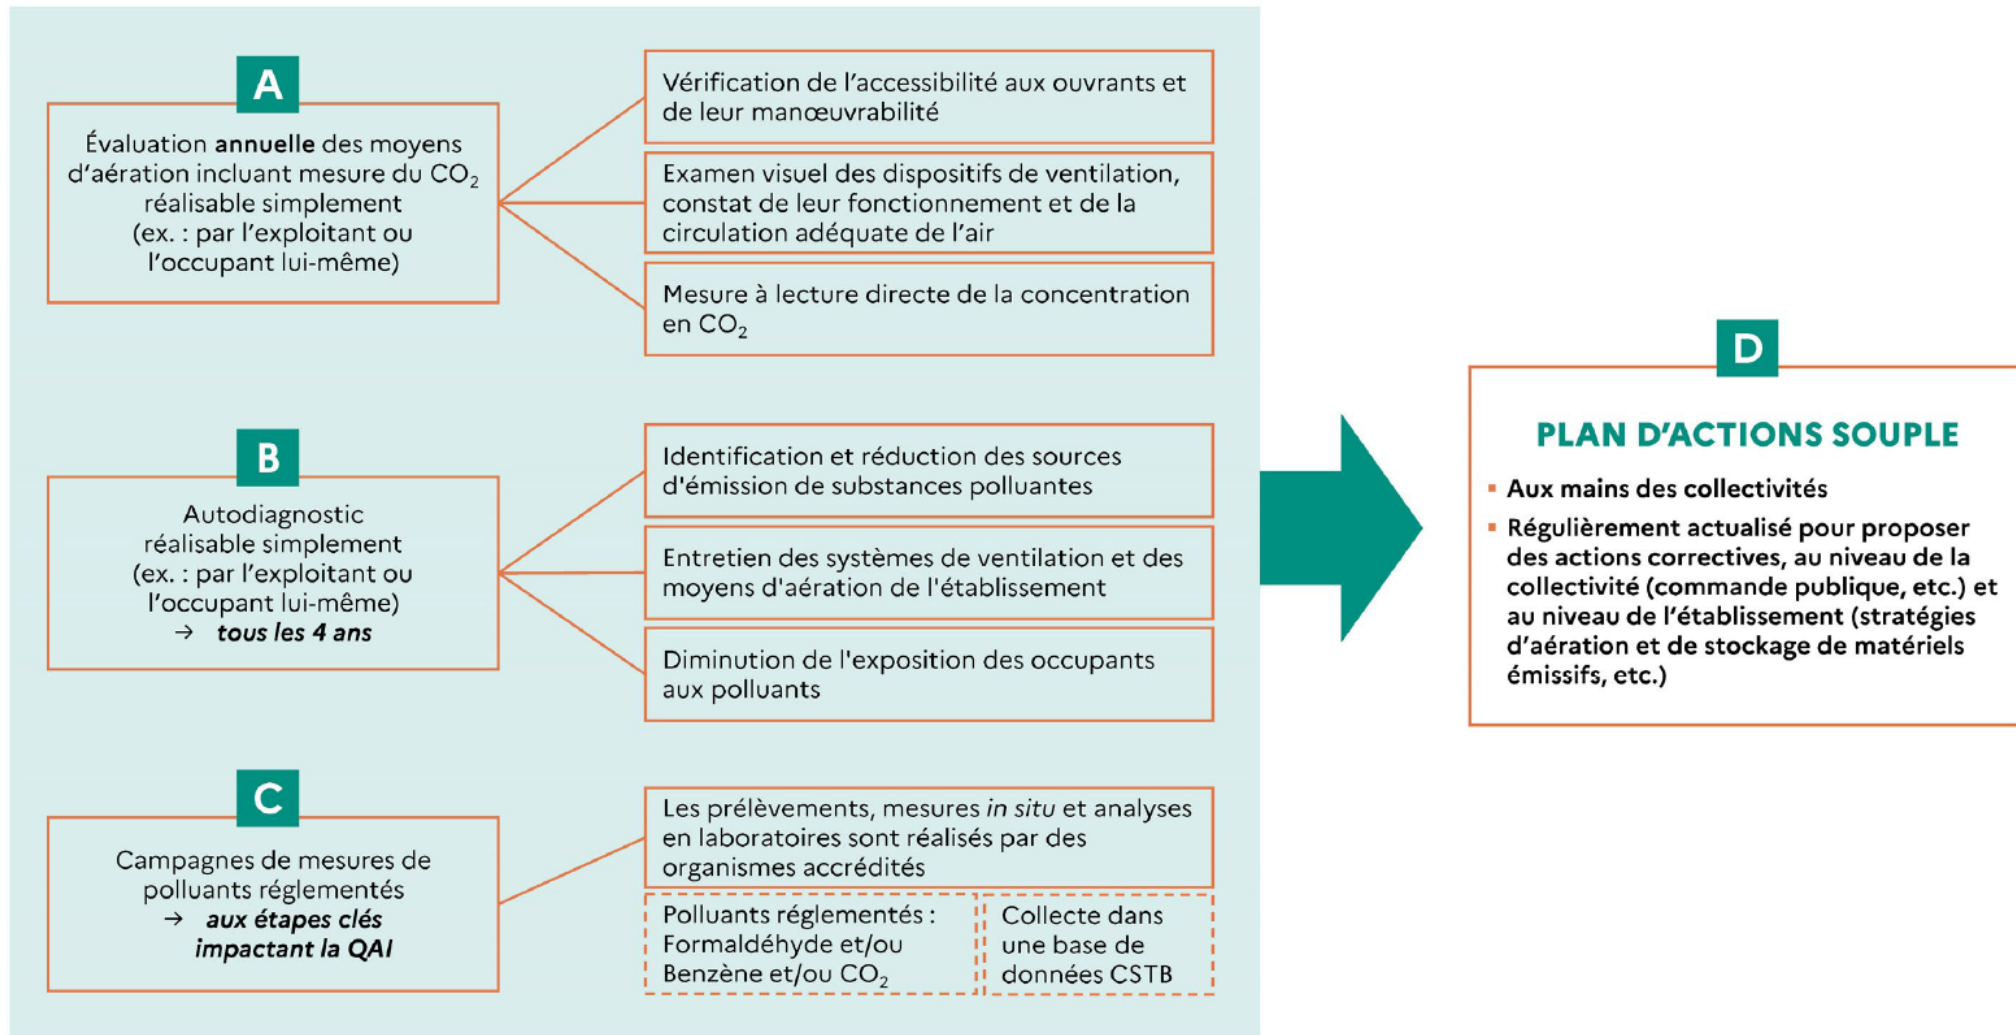 A
Évaluation annuelle des moyens
d'aération incluant mesure du CO₂
réalisable simplement
(ex. : par l'exploitant ou
l'occupant lui-même)
Vérification de l'accessibilité aux ouvrants et
de leur manœuvrabilité
Examen visuel des dispositifs de ventilation,
constat de leur fonctionnement et de la
circulation adéquate de l'air
Mesure à lecture directe de la concentration
en CO₂
B
Autodiagnostic
réalisable simplement
(ex. : par l'exploitant ou
l'occupant lui-même)
→ tous les 4 ans
Identification et réduction des sources
d'émission de substances polluantes
Entretien des systèmes de ventilation et des
moyens d'aération de l'établissement
Diminution de l'exposition des occupants
aux polluants
C
Campagnes de mesures de
polluants réglementés
→ aux étapes clés
impactant la QAI
Les prélèvements, mesures in situ et analyses
en laboratoires sont réalisés par des
organismes accrédités
Polluants réglementés :
Formaldéhyde et/ou
Benzène et/ou CO₂
Collecte dans
une base de
données CSTB
D
PLAN D'ACTIONS SOUPLE
▪ Aux mains des collectivités
▪ Régulièrement actualisé pour proposer
des actions correctives, au niveau de la
collectivité (commande publique, etc.) et
au niveau de l'établissement (stratégies
d'aération et de stockage de matériels
émissifs, etc.)